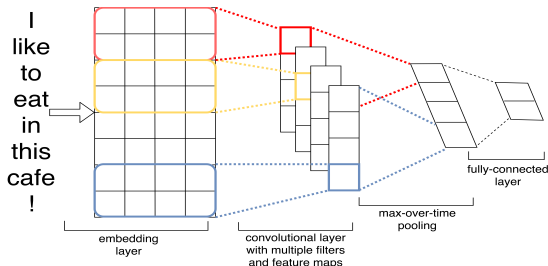 I
like
to
eat
in
this
cafe
!
embedding
layer
convolutional layer
with multiple filters
and feature maps
max-over-time
pooling
fully-connected
layer